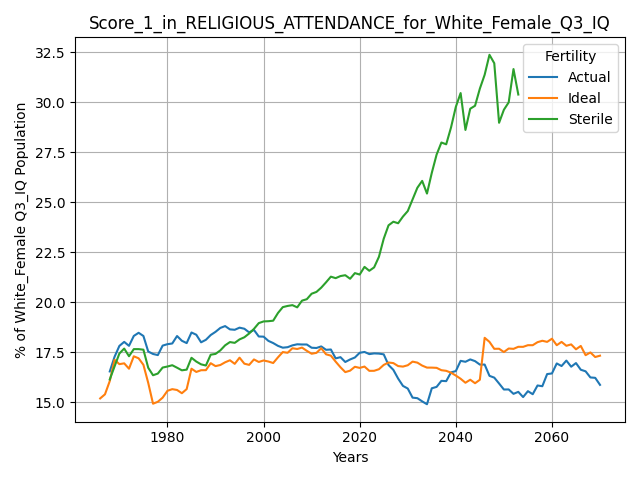 Score_1_in_RELIGIOUS_ATTENDANCE_for_White_Female_Q3_IQ
% of White_Female Q3_IQ Population
32.5
30.0
27.5
25.0
22.5
20.0
17.5
15.0
Fertility
Actual
Ideal
Sterile
1980
2000
2020
2040
2060
Years